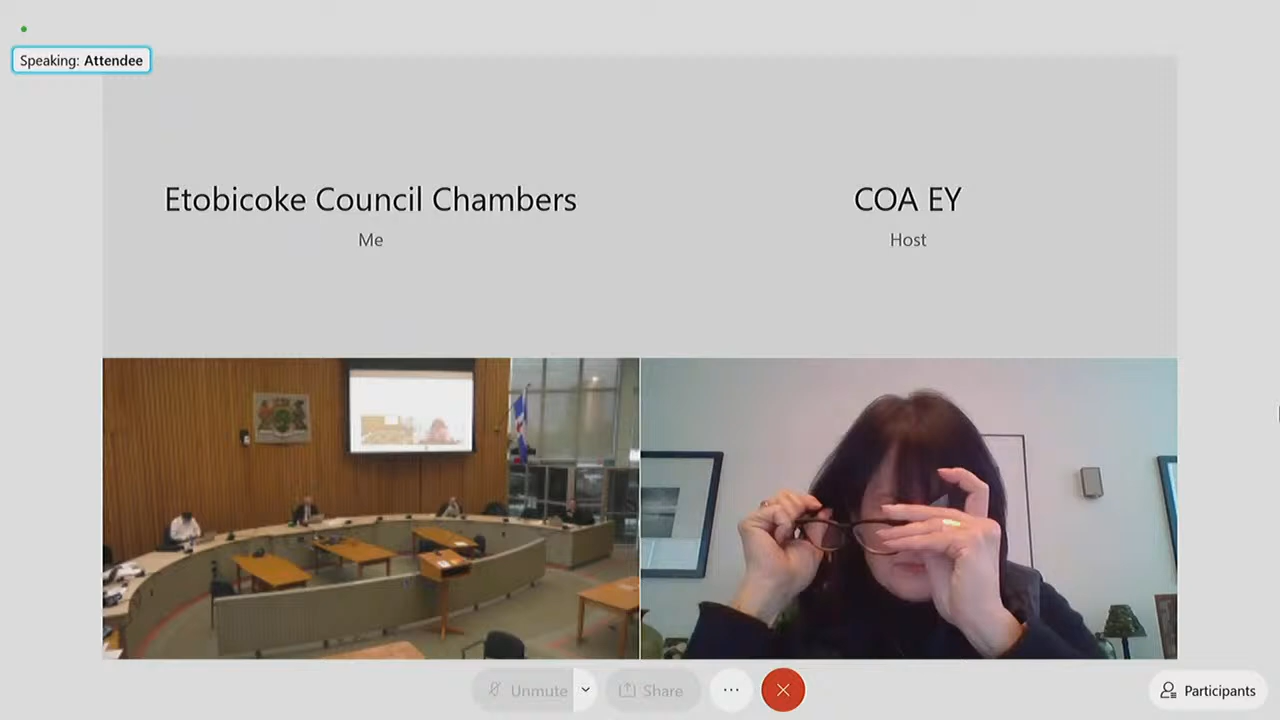 Speaking: Attendee
Etobicoke Council Chambers
Me
COA EY
Host
Unmute
Share
Participants